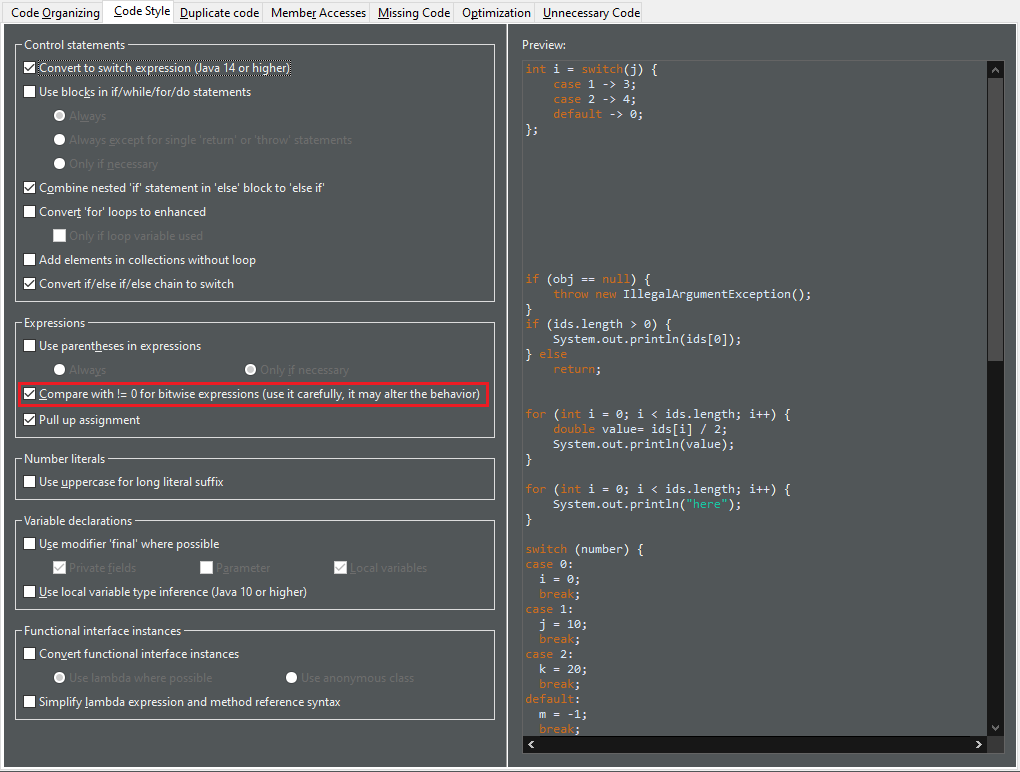 Code Organizing Code Style Duplicate code Member Accesses Missing Code Optimization Unnecessary Code
Control statements
Convert to switch expression (Java 14 or higher)
Use blocks in if/while/for/do statements
Always
Always except for single 'return' or 'throw' statements
Only if necessary
Combine nested 'if' statement in 'else' block to 'else if'
Convert 'for' loops to enhanced
Only if loop variable used
Add elements in collections without loop
Convert if/else if/else chain to switch
Expressions
Use parentheses in expressions
Always Only if necessary
Compare with != 0 for bitwise expressions (use it carefully, it may alter the behavior)
Pull up assignment
Number literals
Use uppercase for long literal suffix
Variable declarations
Use modifier 'final' where possible
Private fields Parameter Local variables
Use local variable type inference (Java 10 or higher)
Functional interface instances
Convert functional interface instances
Use lambda where possible Use anonymous class
Simplify lambda expression and method reference syntax
Preview:
int i = switch(j) {
case 1 -> 3;
case 2 -> 4;
default -> 0;
};
if (obj == null) {
throw new IllegalArgumentException();
}
if (ids.length > 0) {
System.out.println(ids[0]);
} else
return;
for (int i = 0; i < ids.length; i++) {
double value= ids[i] / 2;
System.out.println(value);
}
for (int i = 0; i < ids.length; i++) {
System.out.println("here");
}
switch (number) {
case 0:
i = 0;
break;
case 1:
j = 10;
break;
case 2:
k = 20;
break;
default:
m = -1;
break;